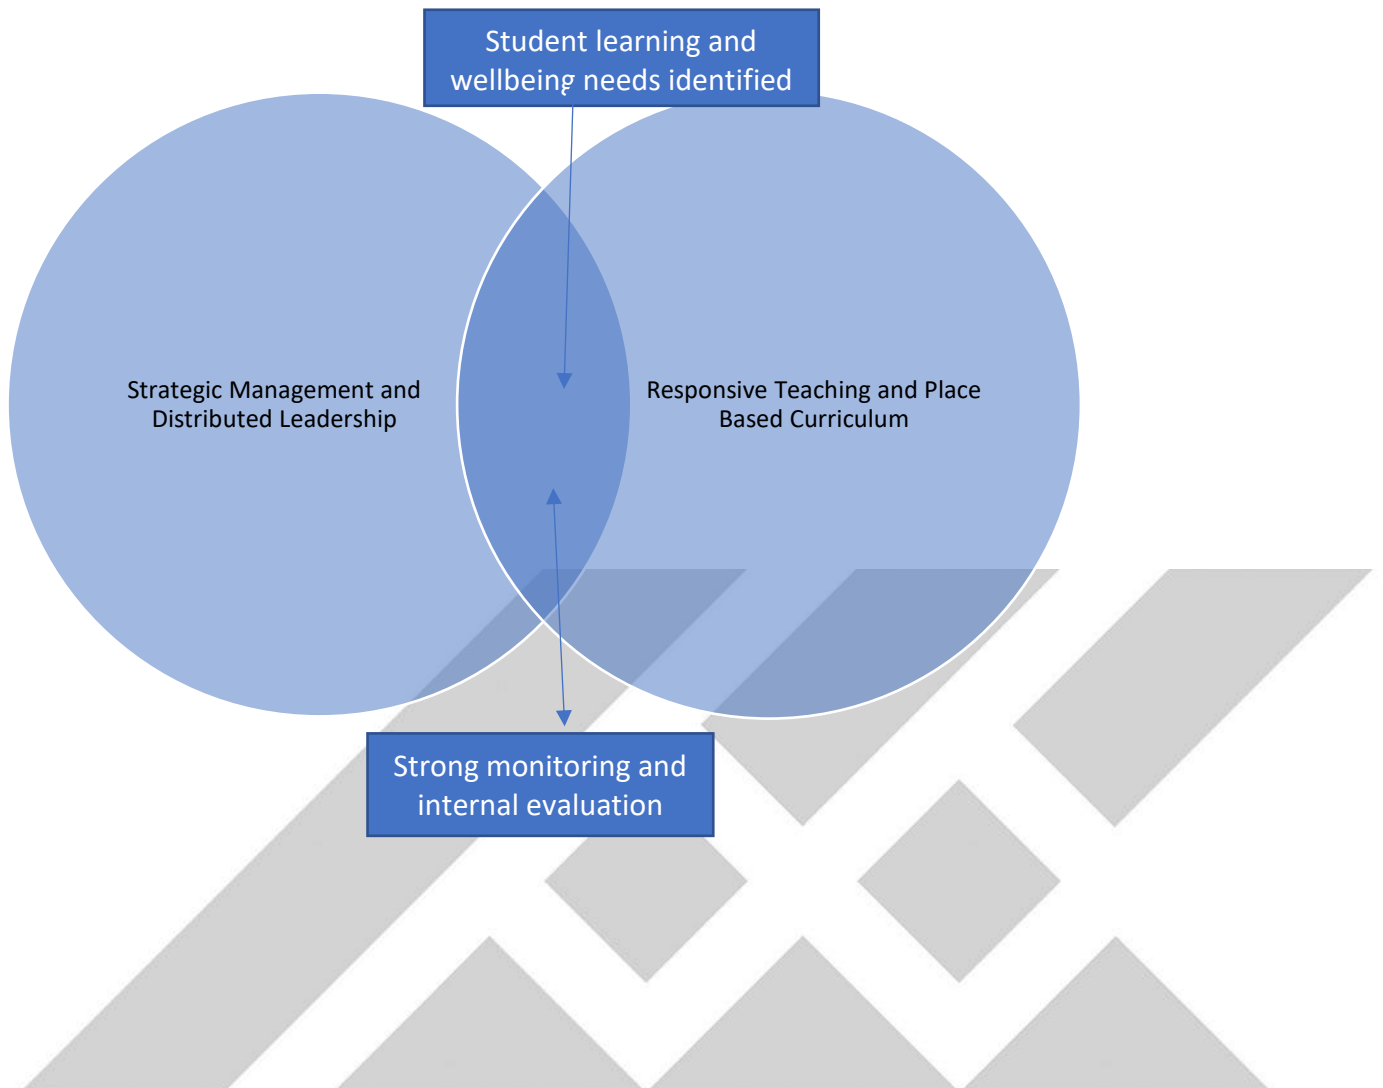 Student learning and
wellbeing needs identified
Strategic Management and
Distributed Leadership
Responsive Teaching and Place
Based Curriculum
Strong monitoring and
internal evaluation